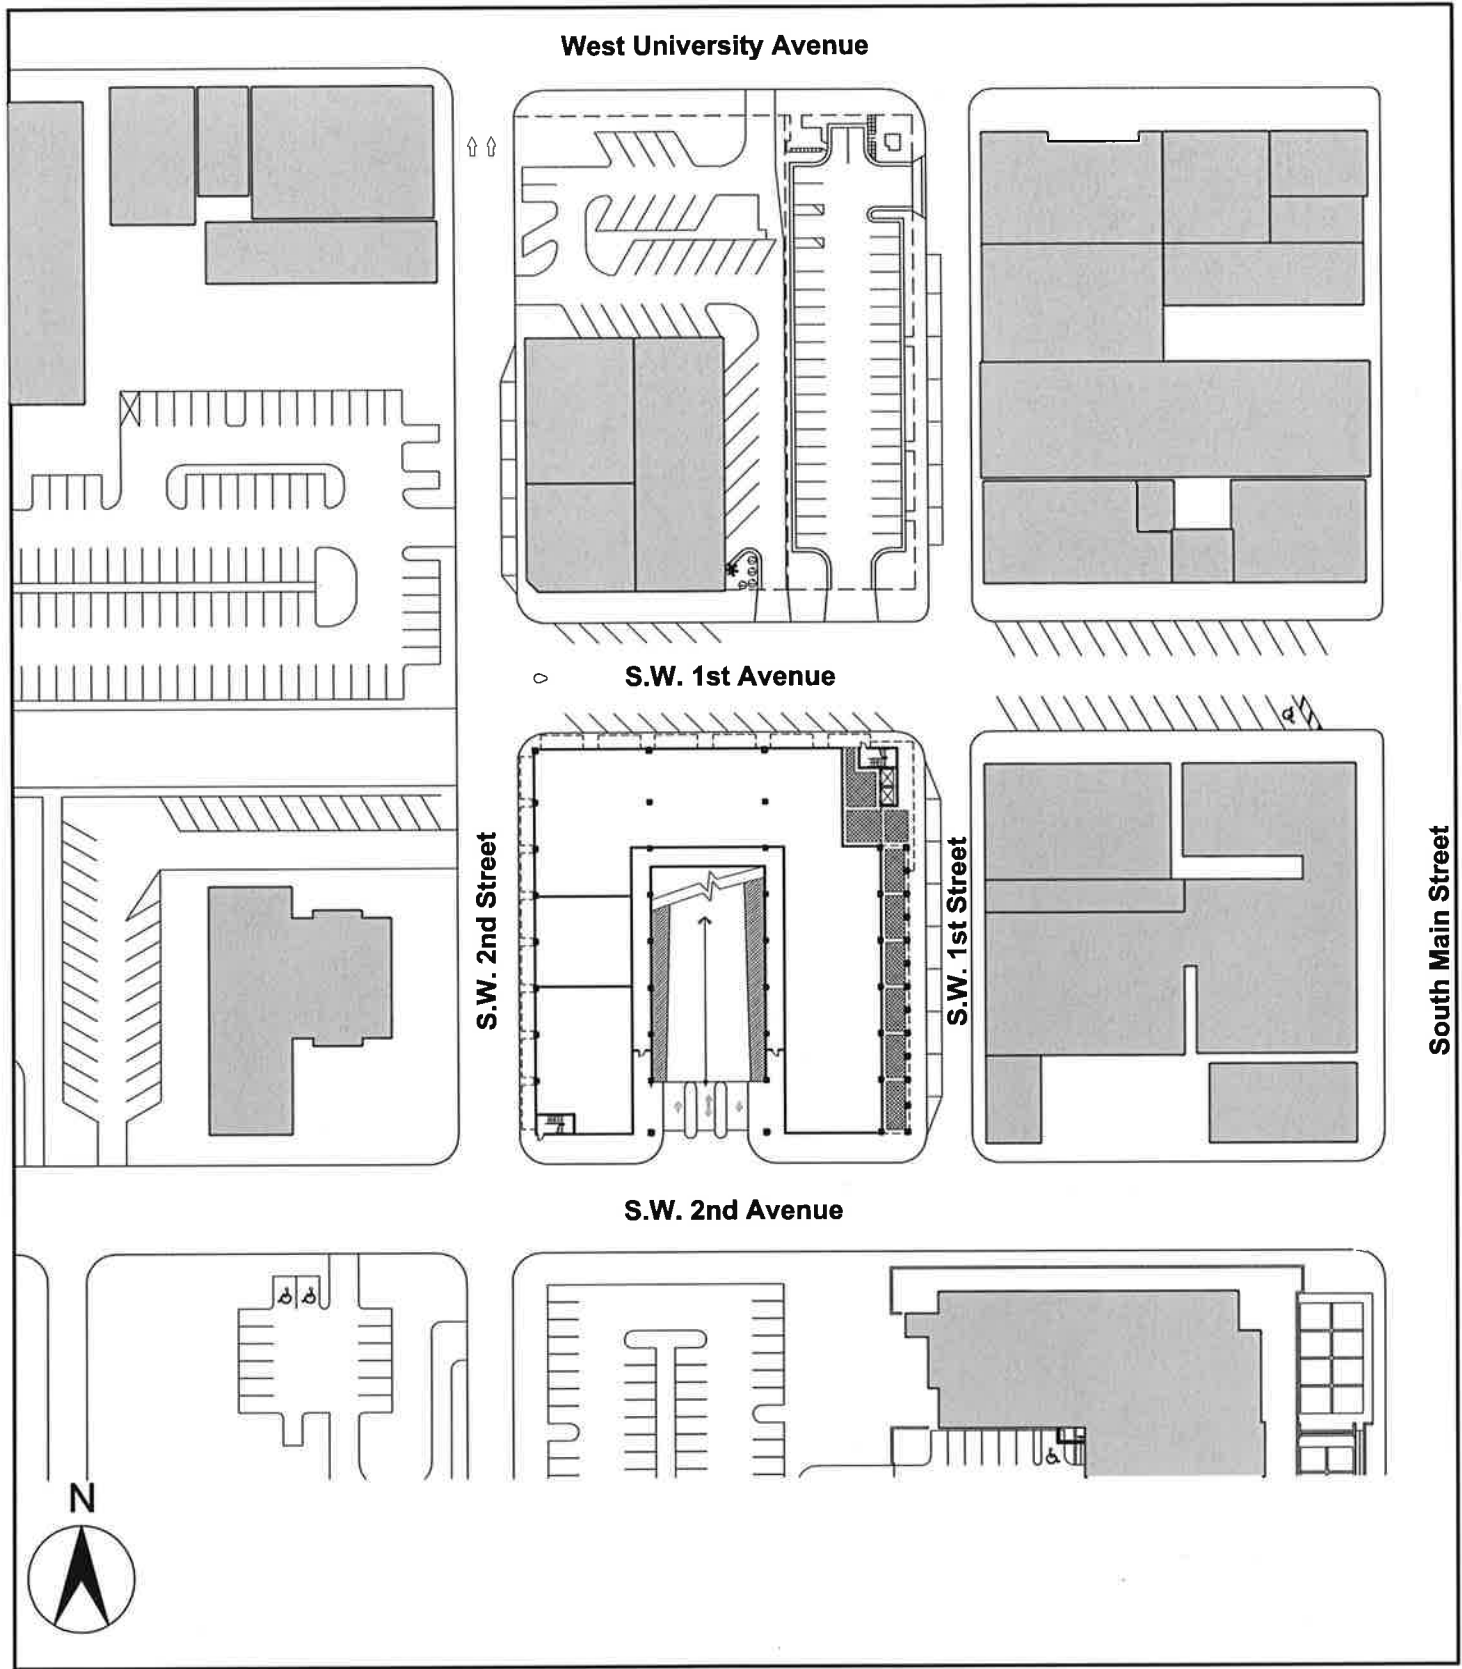 West University Avenue
S.W. 1st Avenue
S.W. 2nd Street
S.W. 1st Street
South Main Street
S.W. 2nd Avenue
N